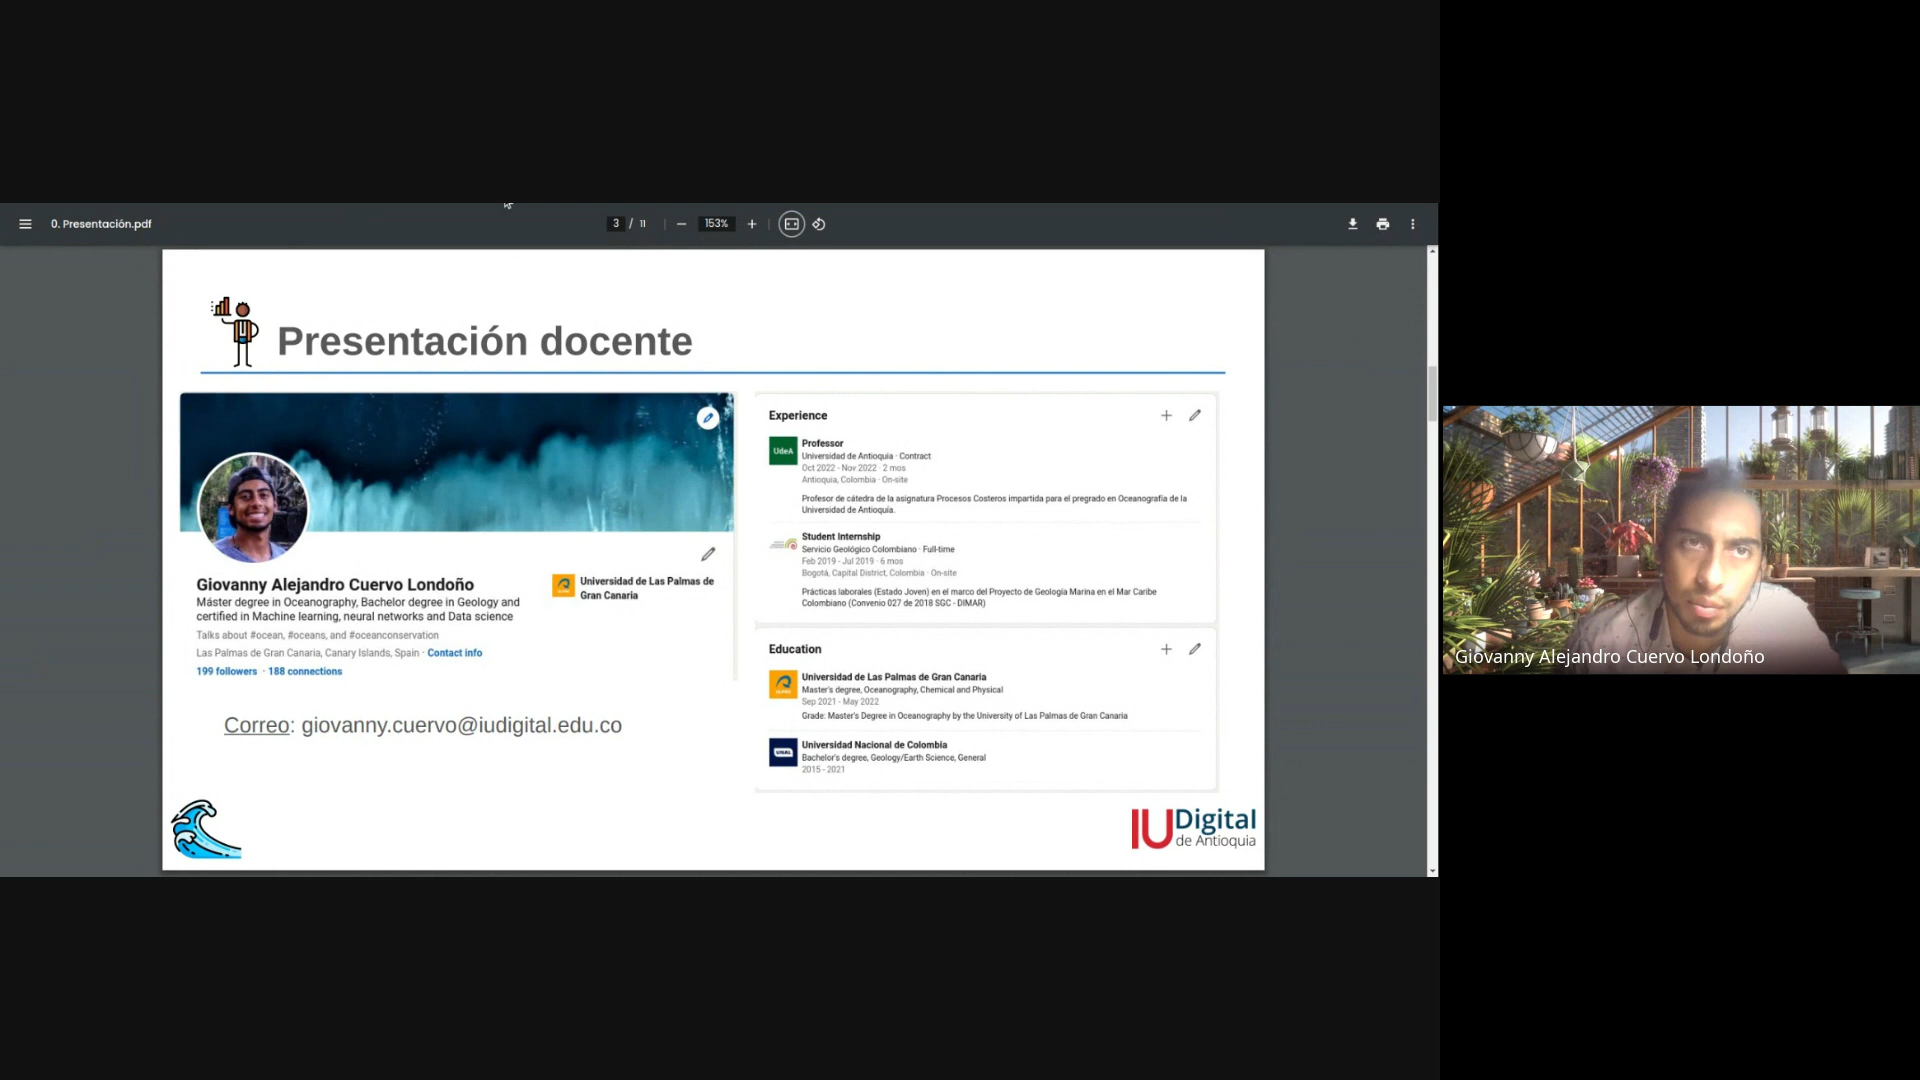 0. Presentación.pdf
3 / 11
153%
Presentación docente
Giovanny Alejandro Cuervo Londoño
Máster degree in Oceanography, Bachelor degree in Geology and
certified in Machine learning, neural networks and Data science
Talks about #ocean, #oceans, and #oceanconservation
Las Palmas de Gran Canaria, Canary Islands, Spain · Contact info
199 followers · 188 connections
Universidad de Las Palmas de
Gran Canaria
Correo: giovanny.cuervo@iudigital.edu.co
Experience
UdeA
Professor
Universidad de Antioquia · Contract
Oct 2022 - Nov 2022 · 2 mos
Antioquia, Colombia · On-site
Profesor de cátedra de la asignatura Procesos Costeros impartida para el pregrado en Oceanografía de la
Universidad de Antioquia.
Student Internship
Servicio Geológico Colombiano · Full-time
Feb 2019 - Jul 2019 · 6 mos
Bogotá, Capital District, Colombia · On-site
Prácticas laborales (Estado Joven) en el marco del Proyecto de Geología Marina en el Mar Caribe
Colombiano (Convenio 027 de 2018 SGC - DIMAR)
Education
Universidad de Las Palmas de Gran Canaria
Master's degree, Oceanography, Chemical and Physical
Sep 2021 - May 2022
Grade: Master's Degree in Oceanography by the University of Las Palmas de Gran Canaria
UNAL
Universidad Nacional de Colombia
Bachelor's degree, Geology/Earth Science, General
2015 - 2021
IU Digital
de Antioquia
Giovanny Alejandro Cuervo Londoño